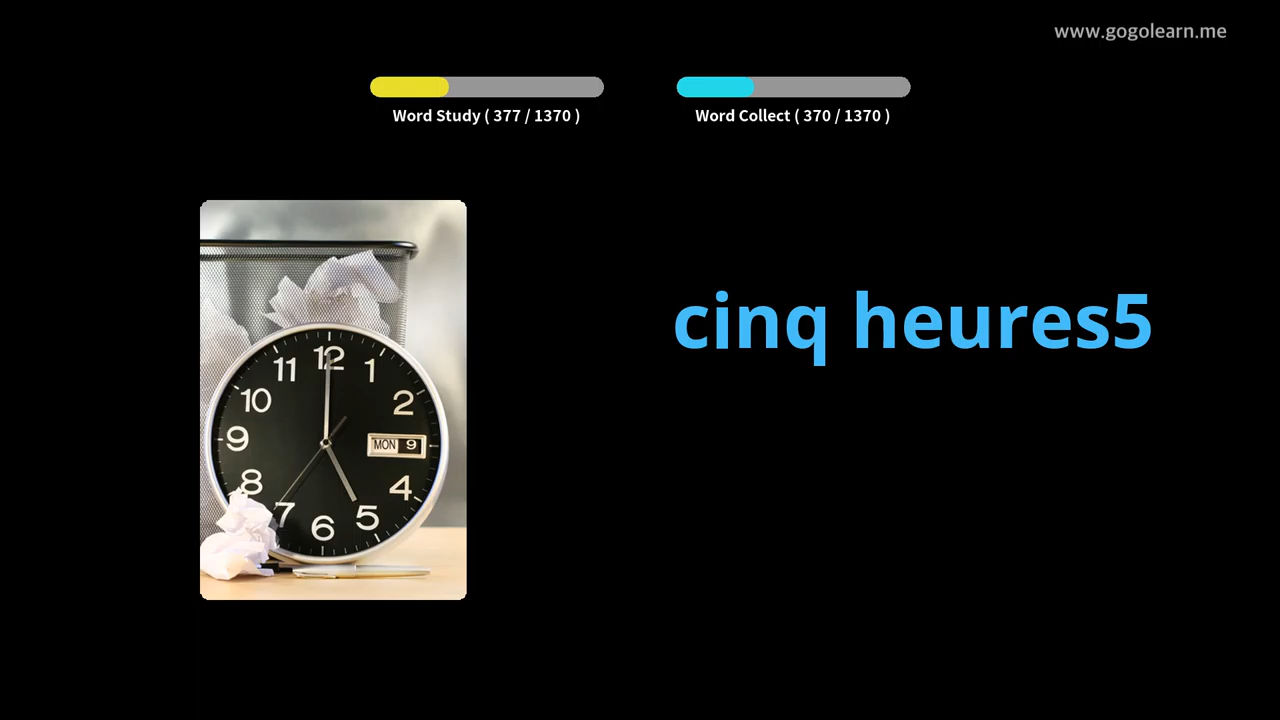 www.gogolearn.me
Word Study ( 377 / 1370 )
Word Collect ( 370 / 1370 )
cinq heures5
12
11
1
10
2
9
MON 9
8
4
7
5
6